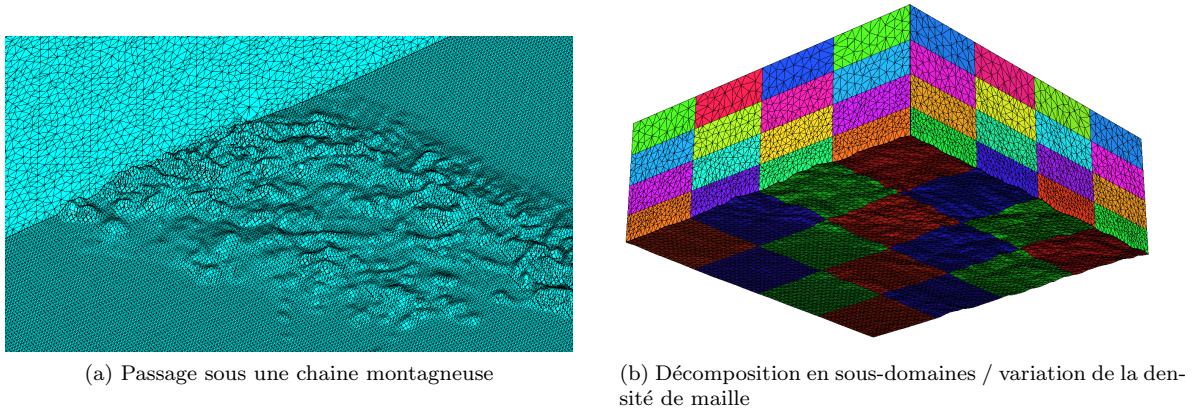 (a) Passage sous une chaine montagneuse
(b) Décomposition en sous-domaines / variation de la den-
sité de maille